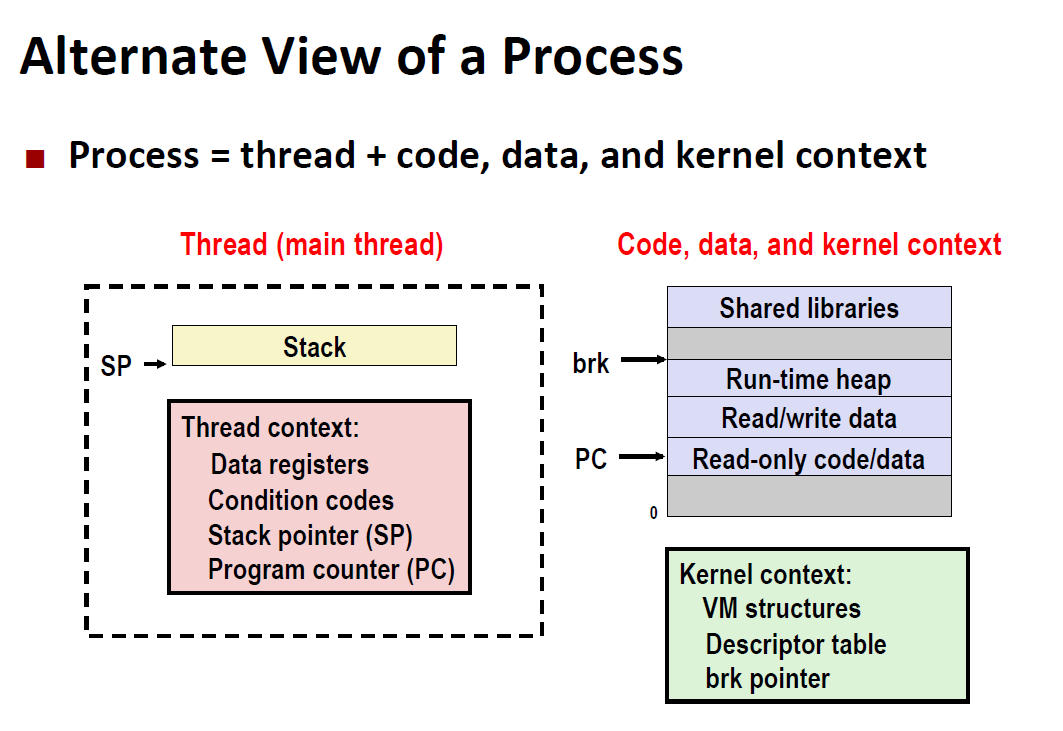 Alternate View of a Process
Process = thread + code, data, and kernel context
Thread (main thread)
Stack
SP
Thread context:
Data registers
Condition codes
Stack pointer (SP)
Program counter (PC)
Code, data, and kernel context
Shared libraries
brk
Run-time heap
Read/write data
PC
Read-only code/data
0
Kernel context:
VM structures
Descriptor table
brk pointer